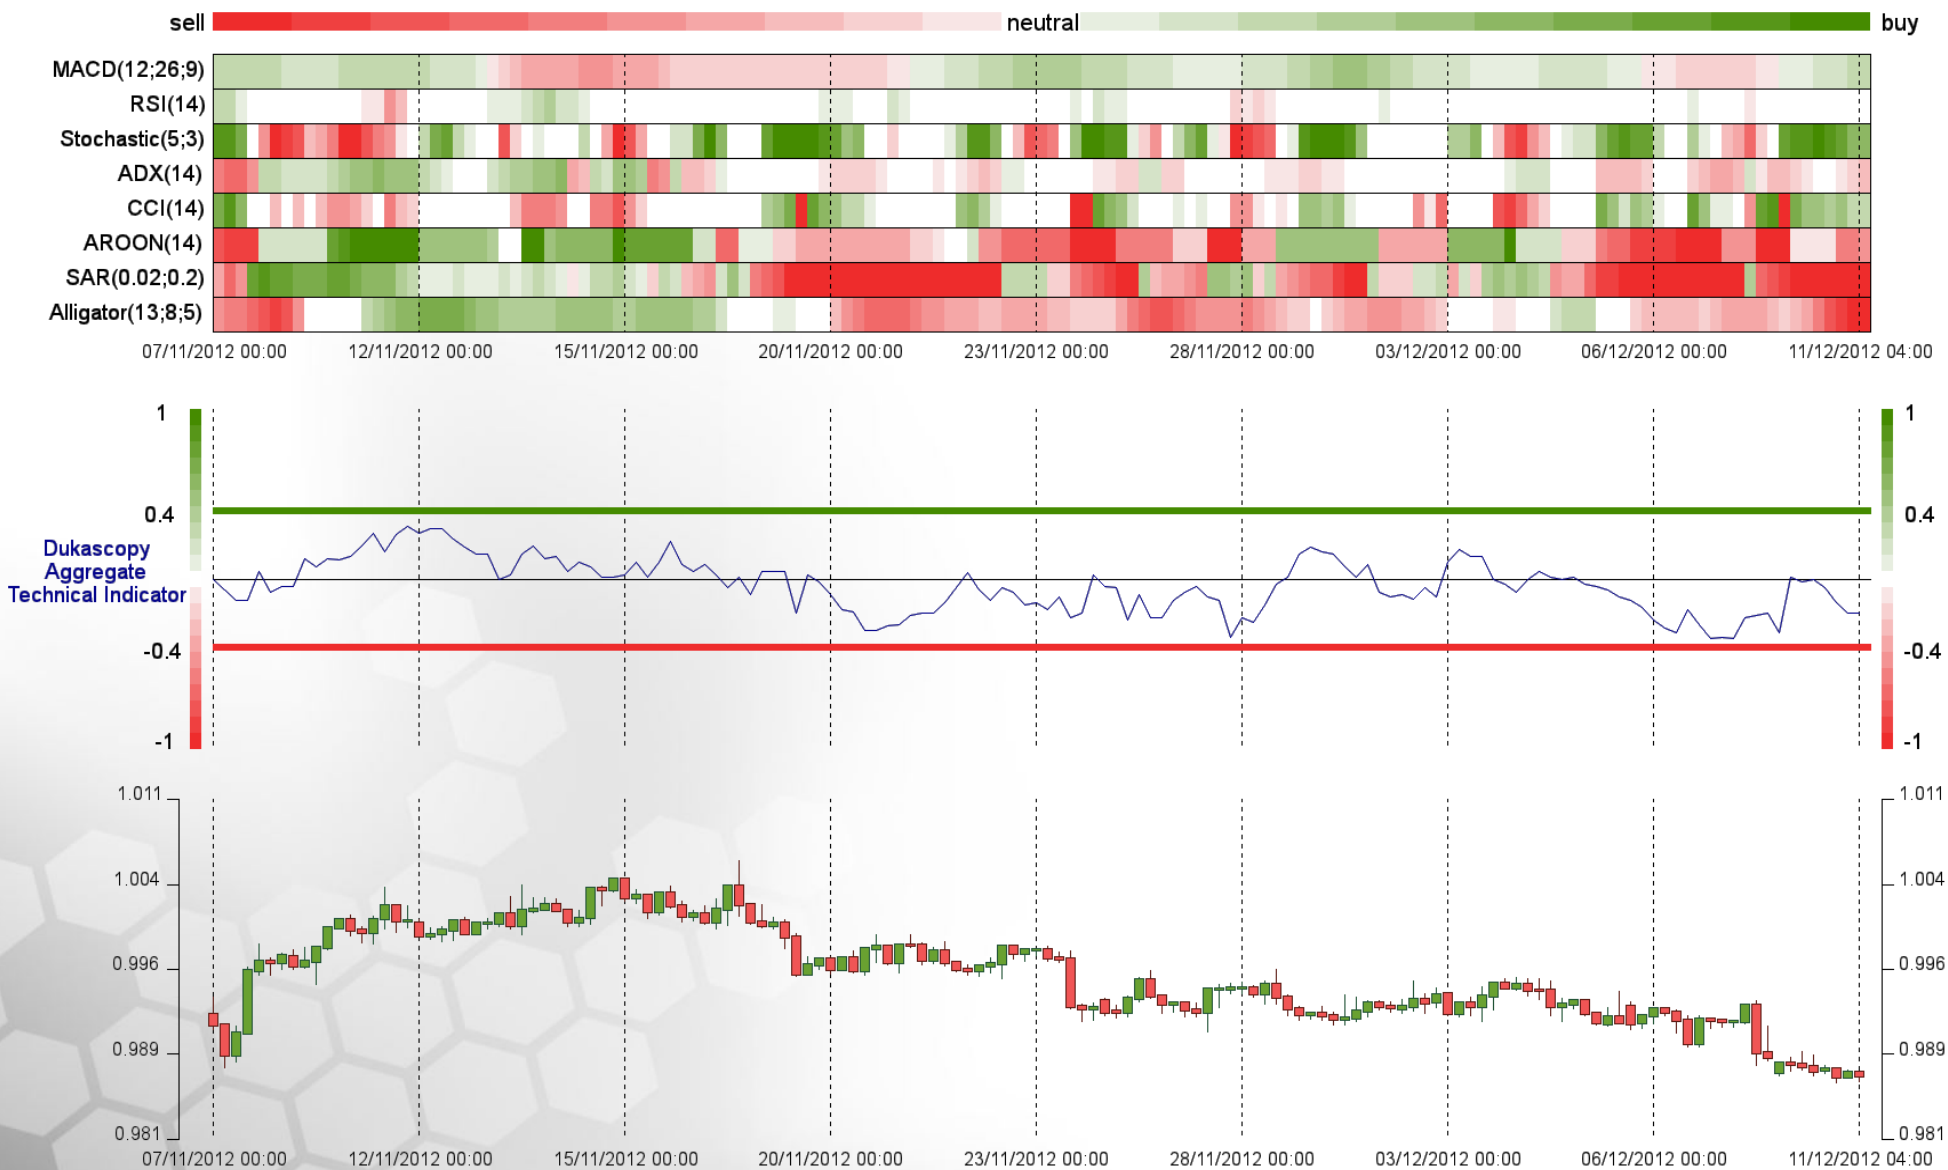 sell neutral buy
MACD(12;26;9)
RSI(14)
Stochastic(5;3)
ADX(14)
CCI(14)
AROON(14)
SAR(0.02;0.2)
Alligator(13;8;5)
07/11/2012 00:00 12/11/2012 00:00 15/11/2012 00:00 20/11/2012 00:00 23/11/2012 00:00 28/11/2012 00:00 03/12/2012 00:00 06/12/2012 00:00 11/12/2012 04:00
1 1
0.4 0.4
Dukascopy
Aggregate
Technical Indicator
-0.4 -0.4
-1 -1
1.011 1.011
1.004 1.004
0.996 0.996
0.989 0.989
0.981 0.981
07/11/2012 00:00 12/11/2012 00:00 15/11/2012 00:00 20/11/2012 00:00 23/11/2012 00:00 28/11/2012 00:00 03/12/2012 00:00 06/12/2012 00:00 11/12/2012 04:00